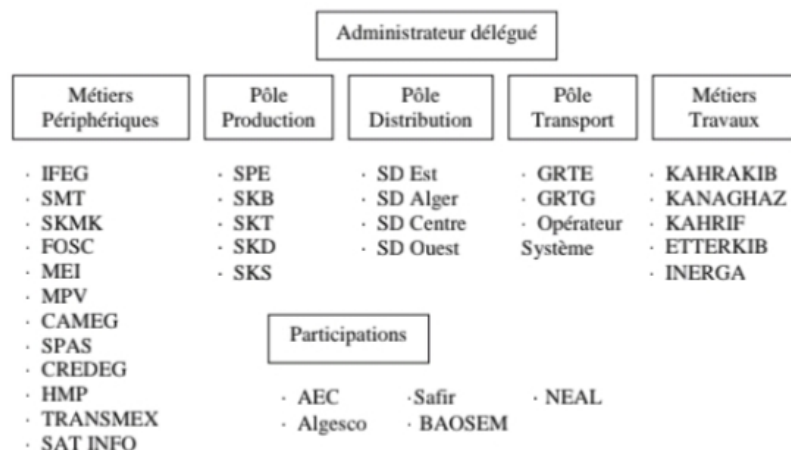 Administrateur délégué
Métiers
Périphériques
· IFEG
· SMT
· SKMK
· FOSC
· MEI
· MPV
· CAMEG
· SPAS
· CREDEG
· HMP
· TRANSMEX
· SAT INFO
Pôle
Production
· SPE
· SKB
· SKT
· SKD
· SKS
Pôle
Distribution
· SD Est
· SD Alger
· SD Centre
· SD Ouest
Pôle
Transport
· GRTE
· GRTG
· Opérateur
Système
Métiers
Travaux
· KAHRAKIB
· KANAGHAZ
· KAHRIF
· ETTERKIB
· INERGA
Participations
· AEC
· Algesco
·Safir
· BAOSEM
· NEAL